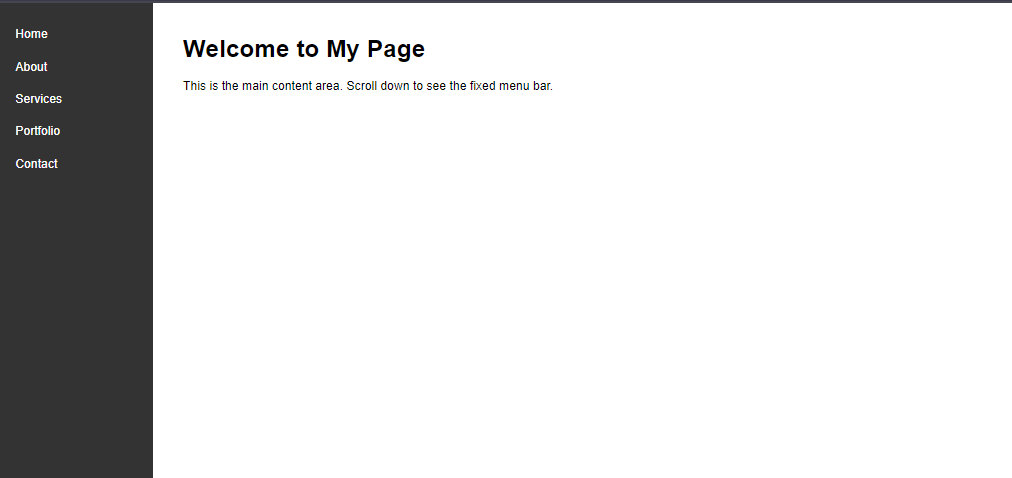 Home
About
Services
Portfolio
Contact
Welcome to My Page
This is the main content area. Scroll down to see the fixed menu bar.